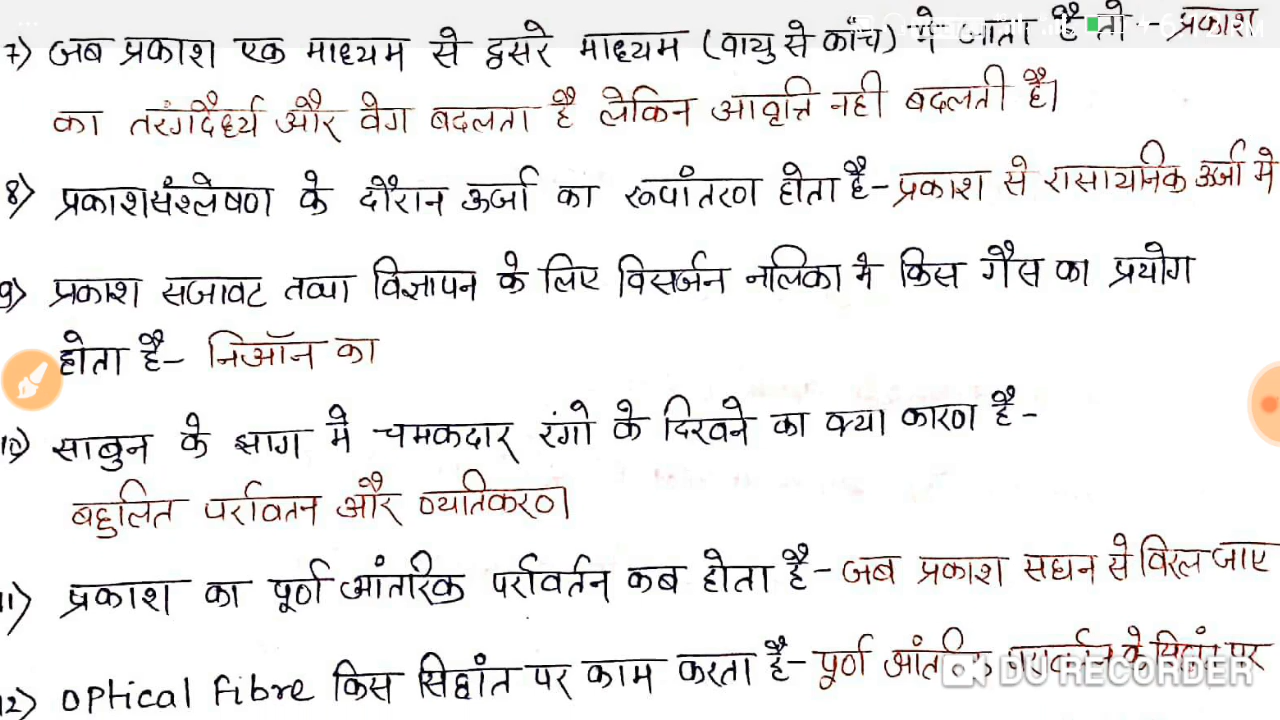 7) जब प्रकाश एक माध्यम से दूसरे माध्यम (वायु से काँच) मे जाता है तो - प्रकाश
का तरंगदैर्ध्य और वेग बदलता है लेकिन आवृत्ति नही बदलती है।
8) प्रकाशसंश्लेषण के दौरान ऊर्जा का रूपांतरण होता है - प्रकाश से रासायनिक ऊर्जा मे
9) प्रकाश सजावट तथा विज्ञापन के लिए विसर्जन नलिका मे किस गैस का प्रयोग
होता है - निऑन का
10) साबुन के झाग मे चमकदार रंगो के दिखने का क्या कारण है -
बहुलित परावितन और व्यतिकरण
11) प्रकाश का पूर्ण आंतरिक परावर्तन कब होता है - जब प्रकाश सघन से विरल जाए
12) optical fibre किस सिद्धांत पर काम करता है - पूर्ण आंतरिक के पर
DU RECORDER